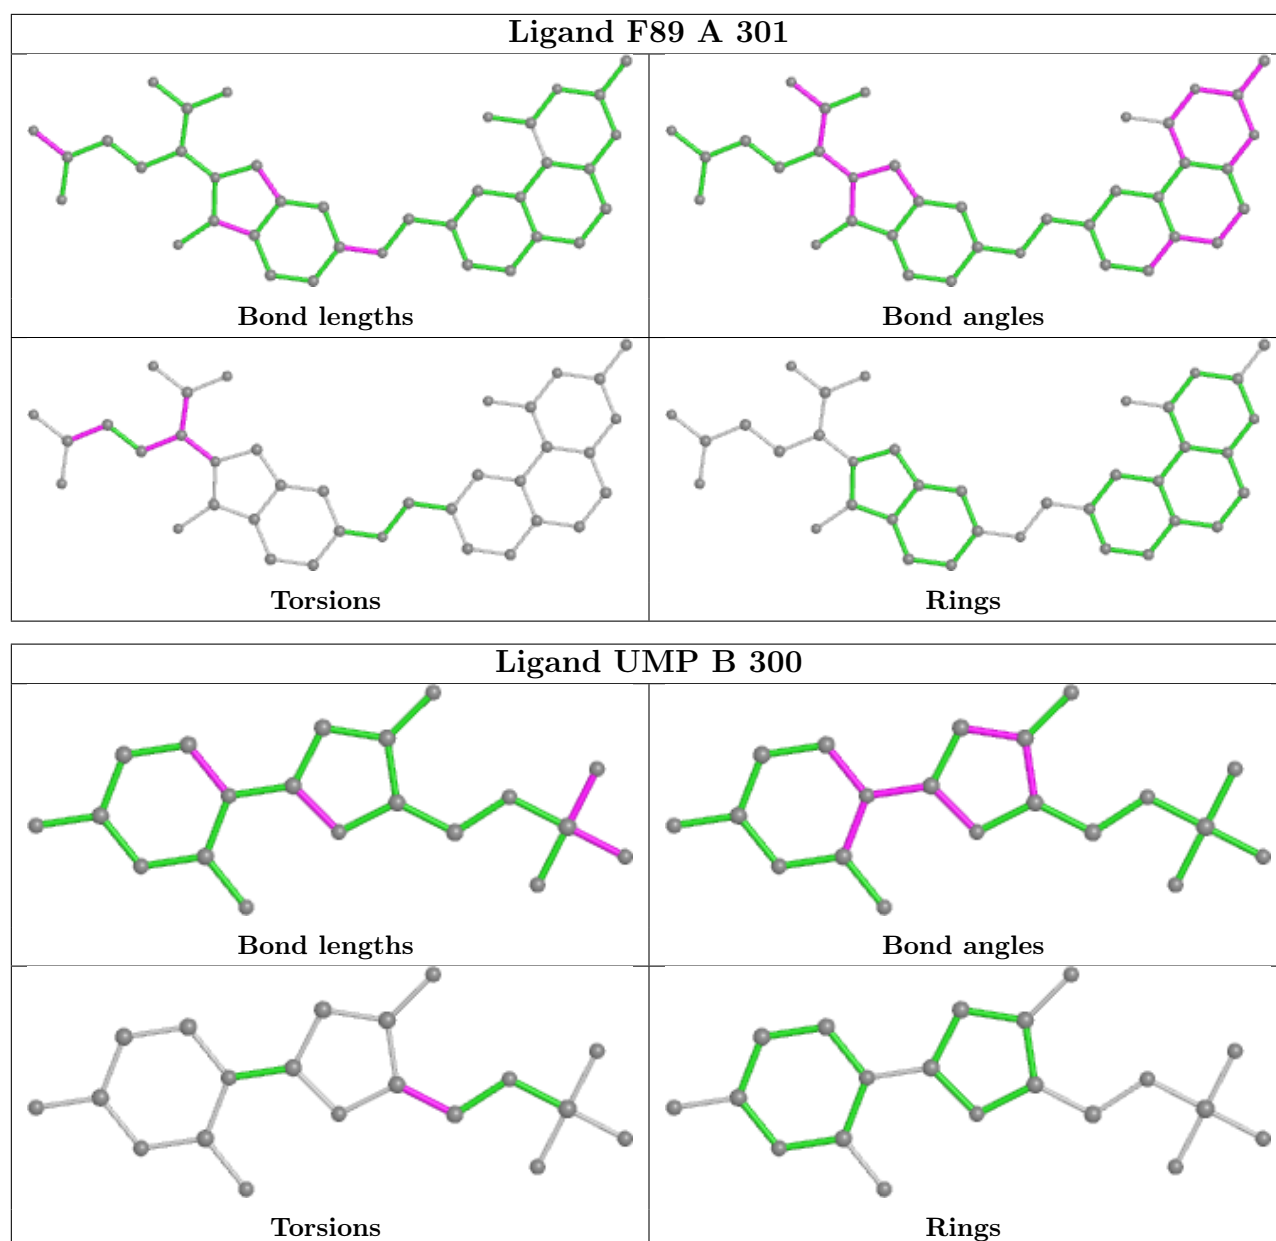 Ligand F89 A 301
Bond lengths
Bond angles
Torsions
Rings
Ligand UMP B 300
Bond lengths
Bond angles
Torsions
Rings